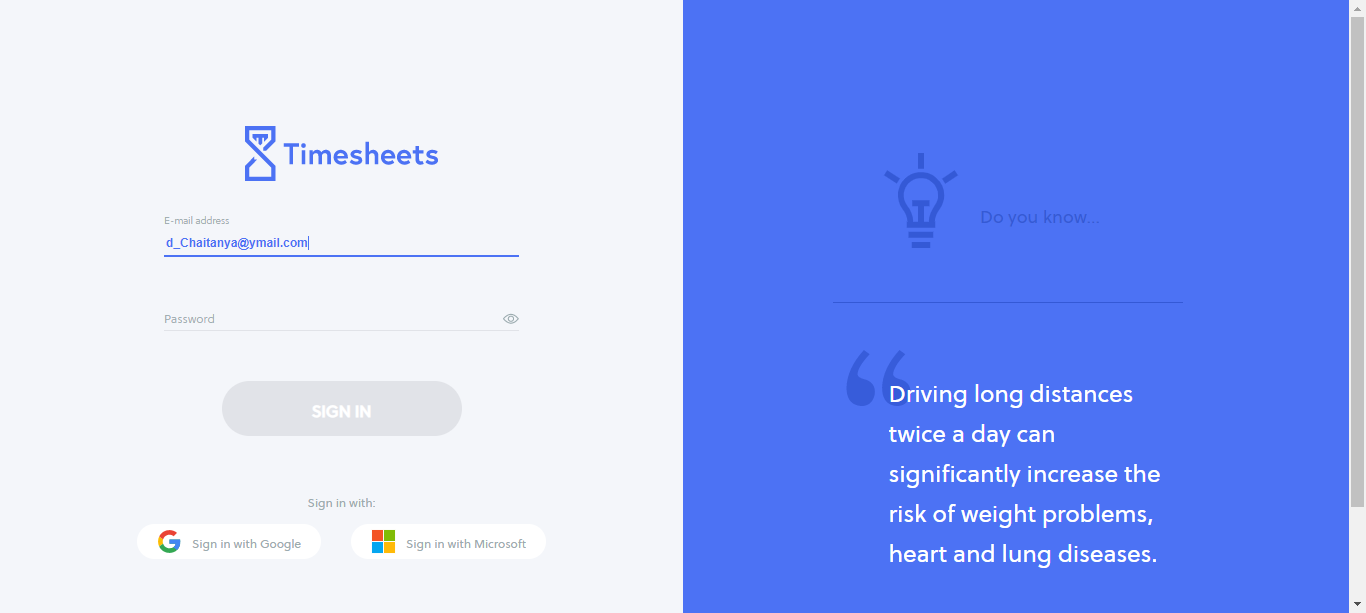 Timesheets
E-mail address
d_Chaitanya@ymail.com
Password
SIGN IN
Sign in with:
Sign in with Google
Sign in with Microsoft
Do you know...
“
Driving long distances
twice a day can
significantly increase the
risk of weight problems,
heart and lung diseases.